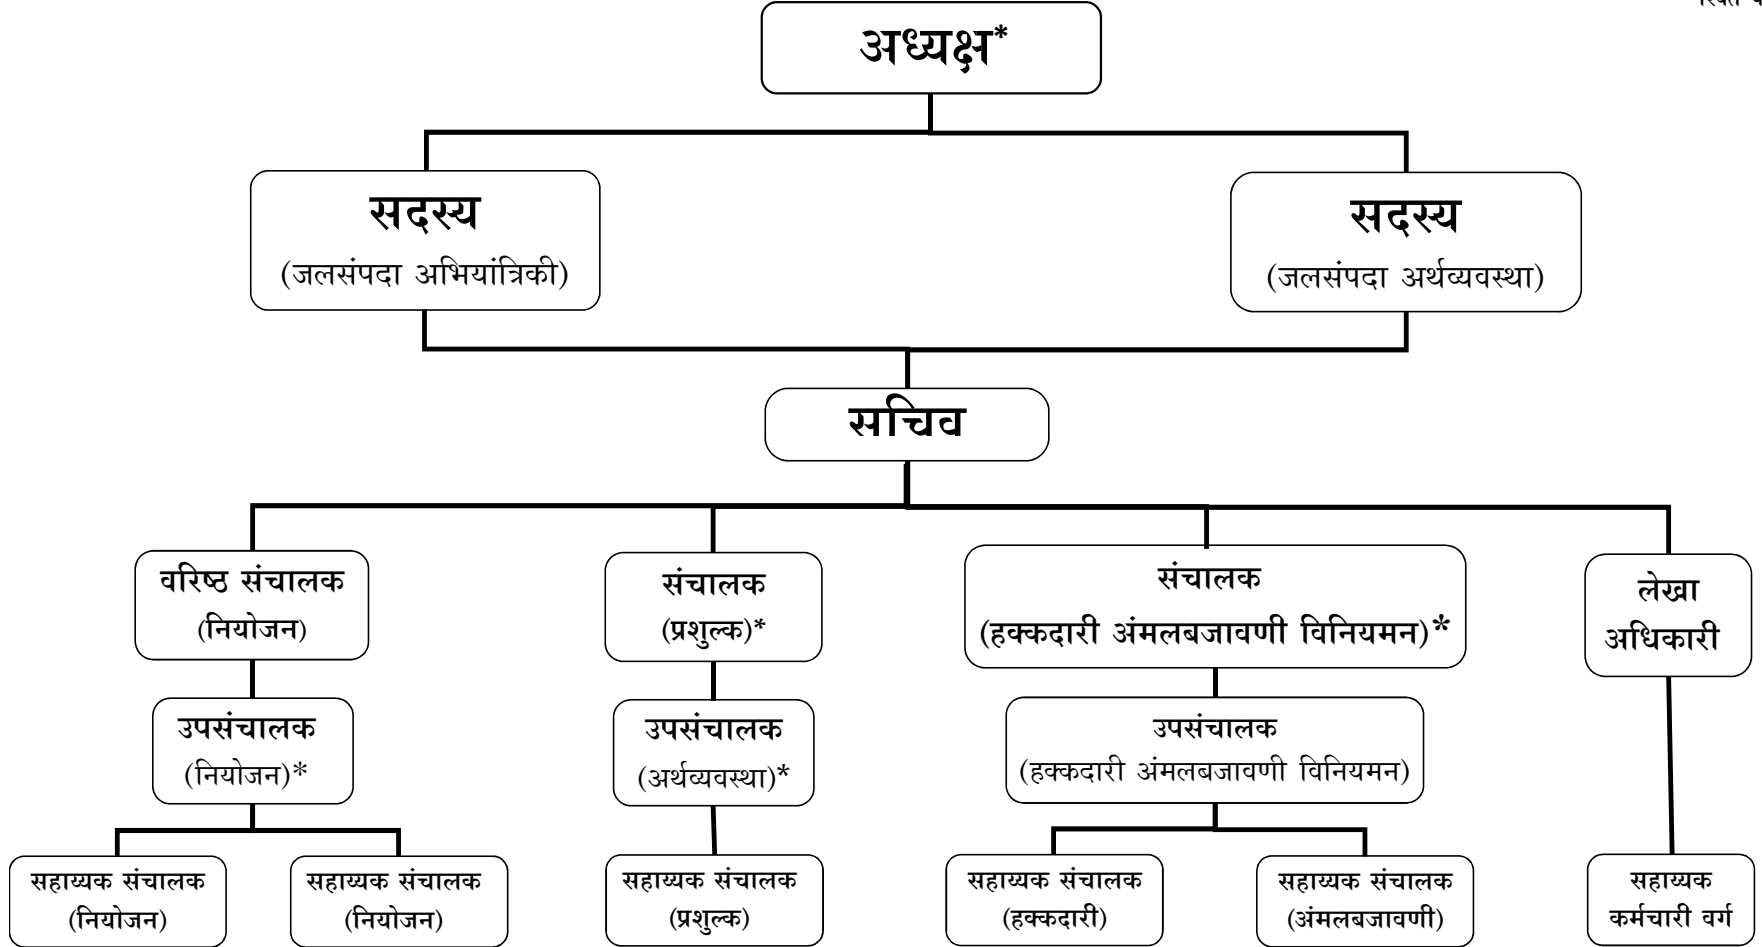 अध्यक्ष*
सदस्य
(जलसंपदा अभियांत्रिकी)
सदस्य
(जलसंपदा अर्थव्यवस्था)
सचिव
वरिष्ठ संचालक
(नियोजन)
संचालक
(प्रशुल्क)*
संचालक
(हक्कदारी अंमलबजावणी विनियमन)*
लेखा
अधिकारी
उपसंचालक
(नियोजन)*
उपसंचालक
(अर्थव्यवस्था)*
उपसंचालक
(हक्कदारी अंमलबजावणी विनियमन)
सहाय्यक संचालक
(नियोजन)
सहाय्यक संचालक
(नियोजन)
सहाय्यक संचालक
(प्रशुल्क)
सहाय्यक संचालक
(हक्कदारी)
सहाय्यक संचालक
(अंमलबजावणी)
सहाय्यक
कर्मचारी वर्ग